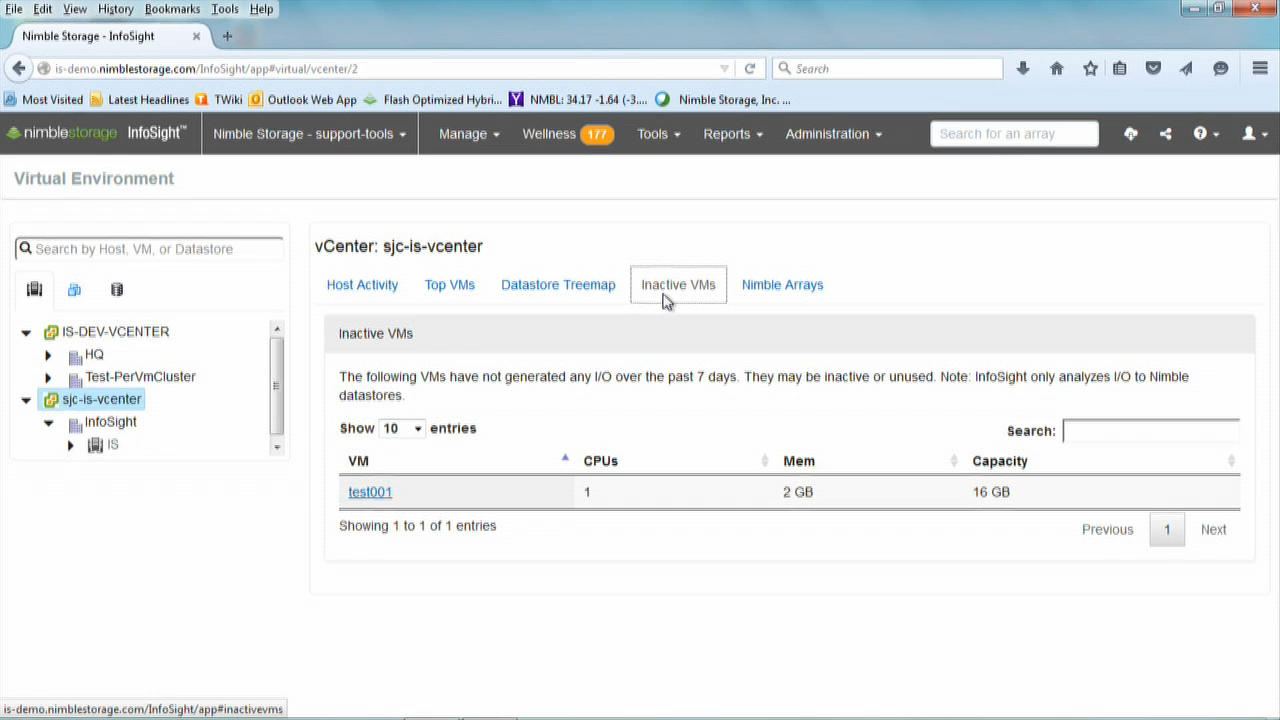 File Edit View History Bookmarks Tools Help
Nimble Storage - InfoSight × +
is-demo.nimblestorage.com/InfoSight/app#virtual/vcenter/2 Search
Most Visited Latest Headlines TWiki Outlook Web App Flash Optimized Hybri... NMBL: 34.17 -1.64 (-3.... Nimble Storage, Inc. ...
nimblestorage InfoSight™ Nimble Storage - support-tools Manage Wellness 177 Tools Reports Administration Search for an array
Virtual Environment
Search by Host, VM, or Datastore
IS-DEV-VCENTER
HQ
Test-PerVmCluster
sjc-is-vcenter
InfoSight
IS
vCenter: sjc-is-vcenter
Host Activity Top VMs Datastore Treemap Inactive VMs Nimble Arrays
Inactive VMs
The following VMs have not generated any I/O over the past 7 days. They may be inactive or unused. Note: InfoSight only analyzes I/O to Nimble
datastores.
Show 10 entries Search:
VM CPUs Mem Capacity
test001 1 2 GB 16 GB
Showing 1 to 1 of 1 entries Previous 1 Next
is-demo.nimblestorage.com/InfoSight/app#inactivevms